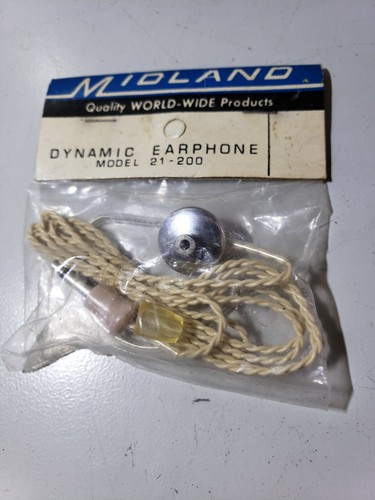 MIDLAND
Quality WORLD-WIDE Products
DYNAMIC EARPHONE
MODEL 21-200